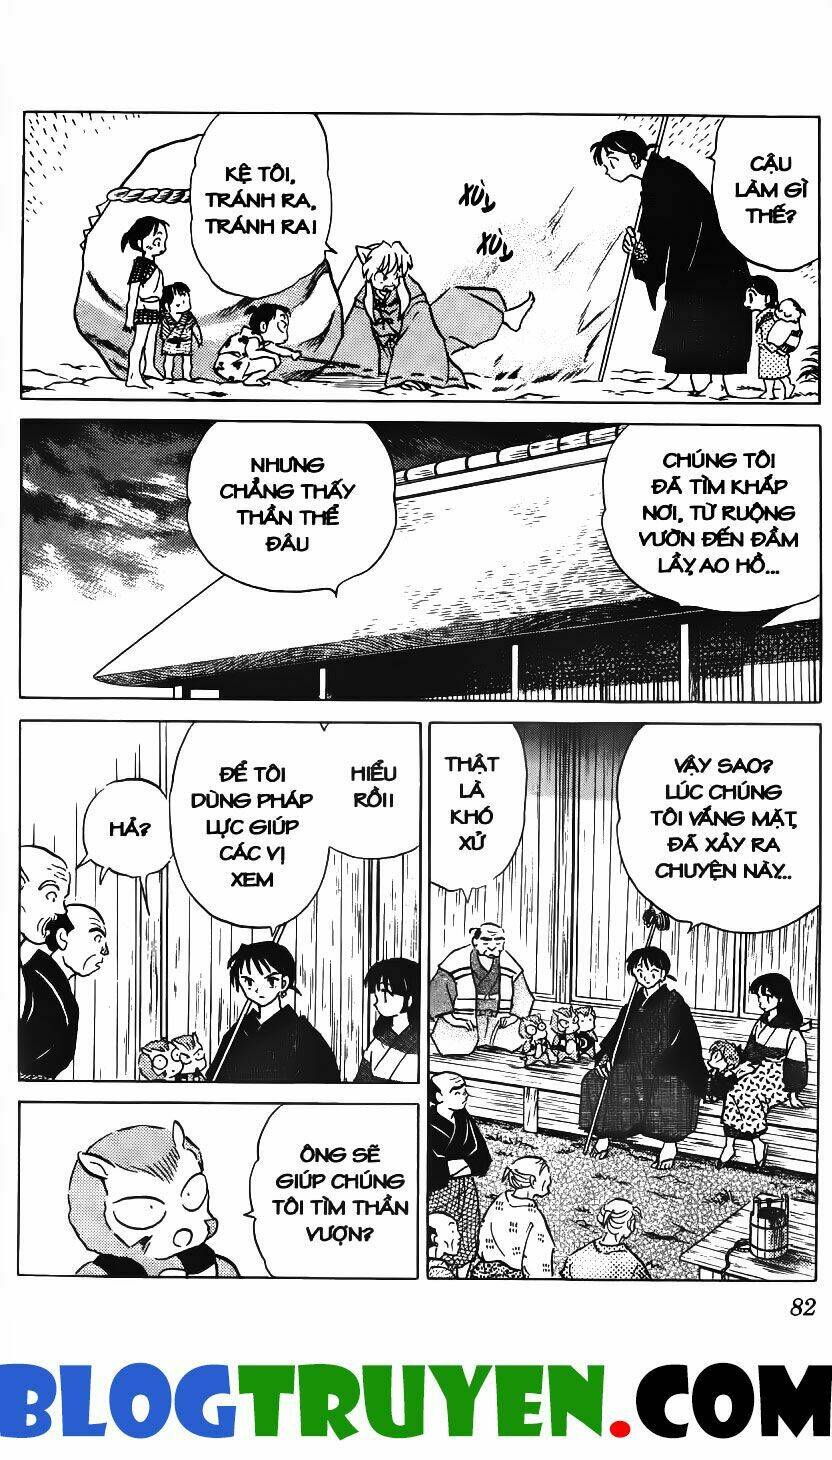 CẬU
LÀM GÌ
THẾ?
KỆ TÔI,
TRÁNH RA,
TRÁNH RA!
XÙY
XÙY
CHÚNG TÔI
ĐÃ TÌM KHẮP
NƠI, TỪ RUỘNG
VƯỜN ĐẾN ĐẦM
LẦY, AO HỒ...
NHƯNG
CHẲNG THẤY
THẦN THỂ
ĐÂU
VẬY SAO?
LÚC CHÚNG
TÔI VẮNG MẶT,
ĐÃ XẢY RA
CHUYỆN NÀY...
THẬT
LÀ
KHÓ
XỬ
HIỂU
RỒI!
ĐỂ TÔI
DÙNG PHÁP
LỰC GIÚP
CÁC VỊ
XEM
HẢ?
ÔNG SẼ
GIÚP CHÚNG
TÔI TÌM THẦN
VƯỢN?
82
BLOGTRUYEN.COM